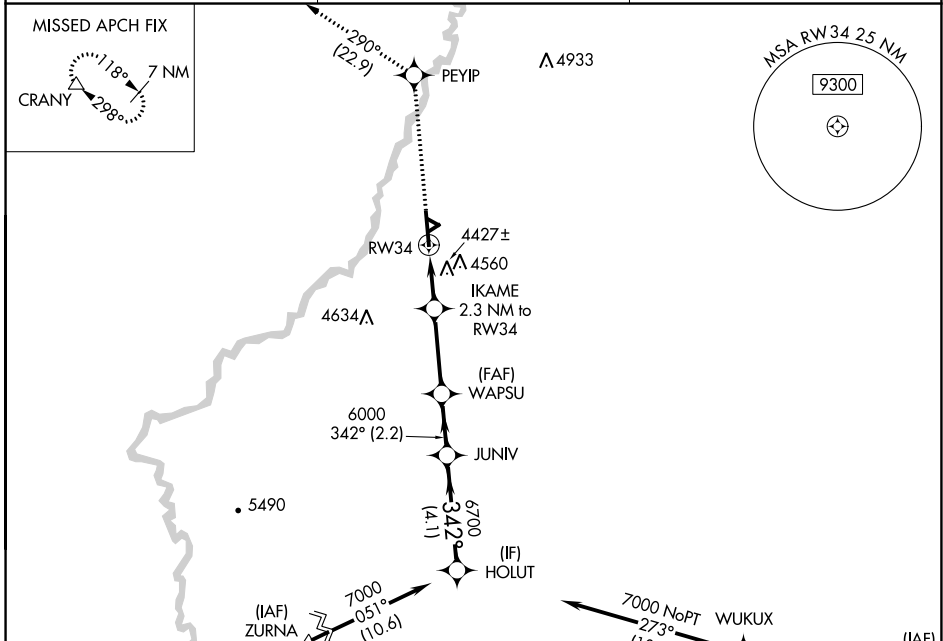 MISSED APCH FIX
118°
7 NM
CRANY
298°
290°
(22.9)
PEYIP
4933
MSA RW34 25 NM
9300
RW34
4427±
4560
IKAME
2.3 NM to
RW34
4634
(FAF)
WAPSU
6000
342° (2.2)
JUNIV
5490
6700
342°
(4.1)
(IF)
HOLUT
7000
051°
(10.6)
(IAF)
ZURNA
7000 NoPT
273°
WUKUX
(IAF)